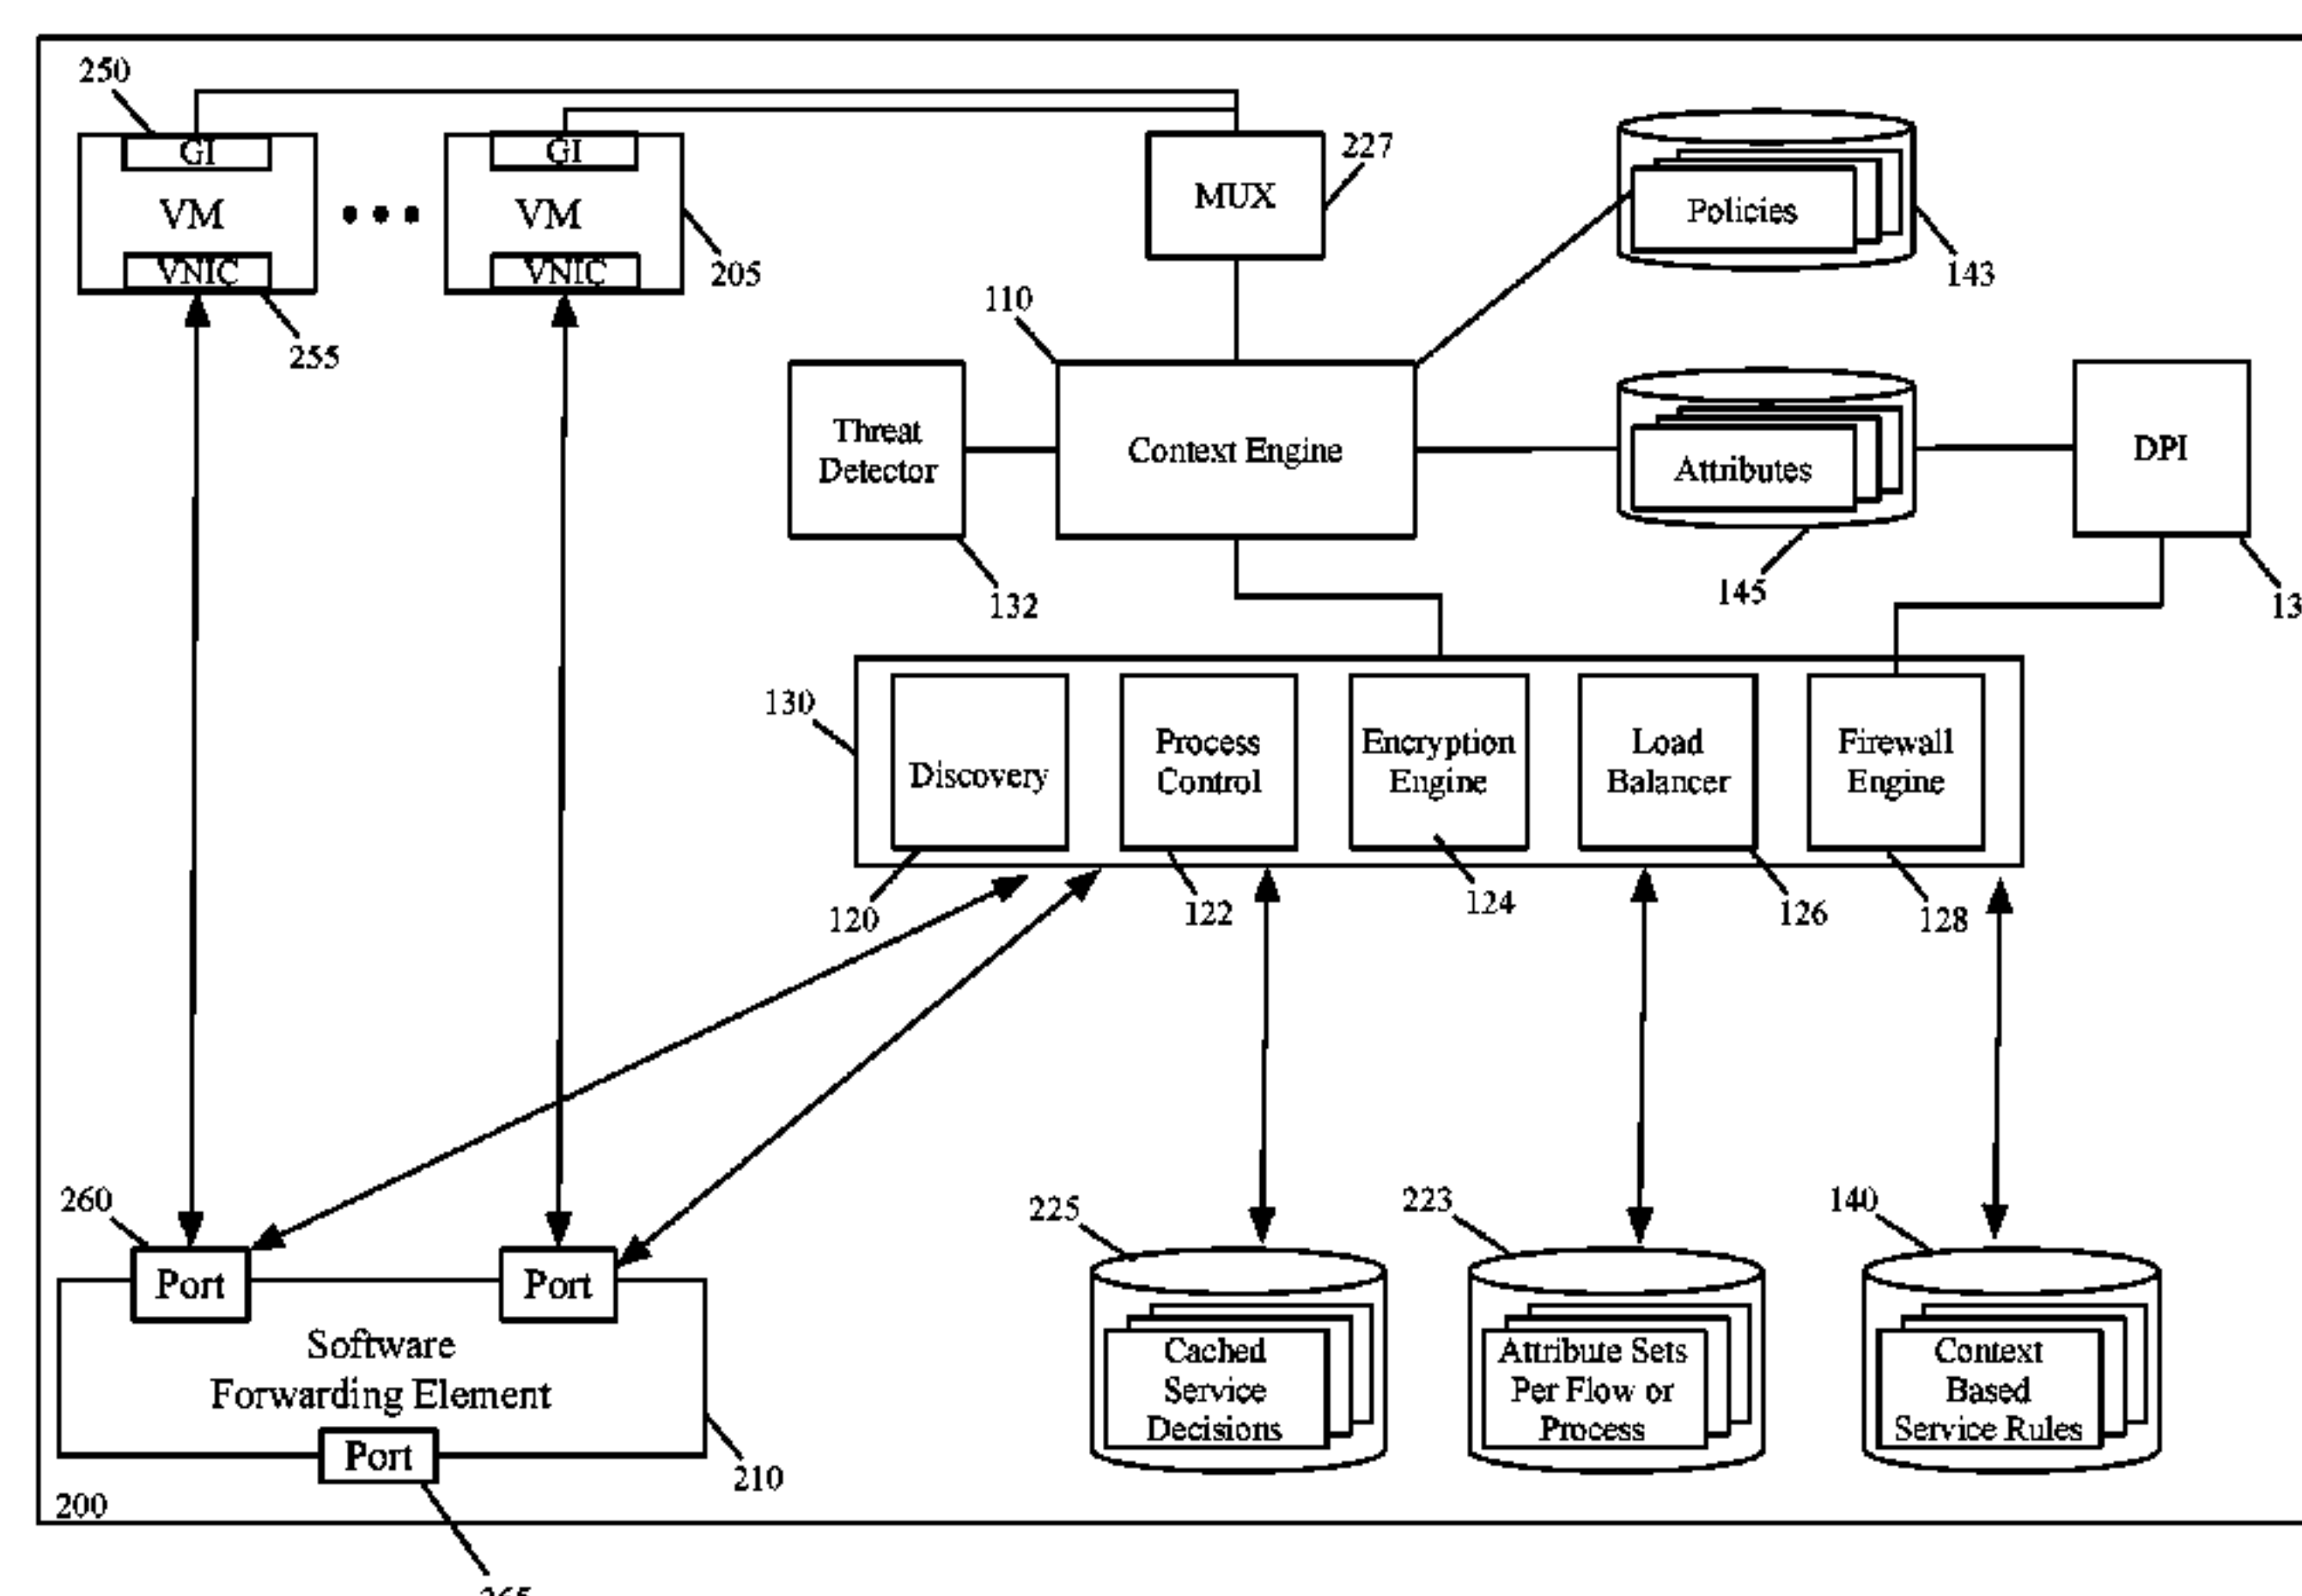 250
GI
GI
227
MUX
Policies
VM
VM
205
143
VNIC
VNIC
255
110
Threat
Detector
Context Engine
Attributes
DPI
132
145
13
130
Discovery
Process
Control
Encryption
Engine
Load
Balancer
Firewall
Engine
120
122
124
126
128
260
225
223
140
Port
Port
Software
Forwarding Element
Port
210
Cached
Service
Decisions
Attribute Sets
Per Flow or
Process
Context
Based
Service Rules
200
265